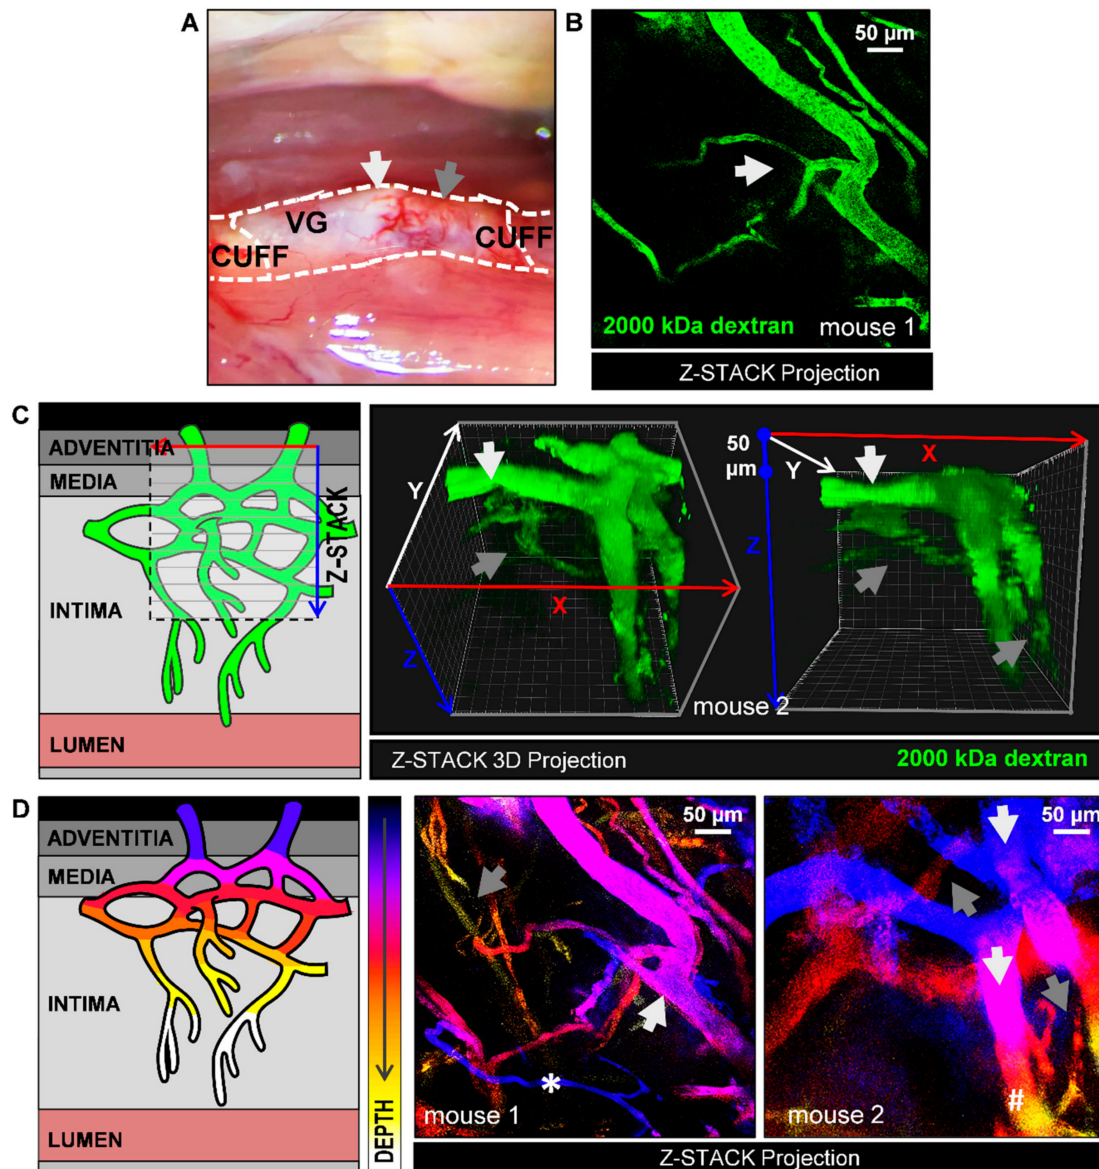 A
VG
CUFF
CUFF
B
50 µm
2000 kDa dextran
mouse 1
Z-STACK Projection
C
ADVENTITIA
MEDIA
INTIMA
LUMEN
Z-STACK
Y
X
Z
mouse 2
50
µm
Y
X
Z
Z-STACK 3D Projection
2000 kDa dextran
D
ADVENTITIA
MEDIA
INTIMA
LUMEN
DEPTH
50 µm
*
mouse 1
50 µm
#
mouse 2
Z-STACK Projection